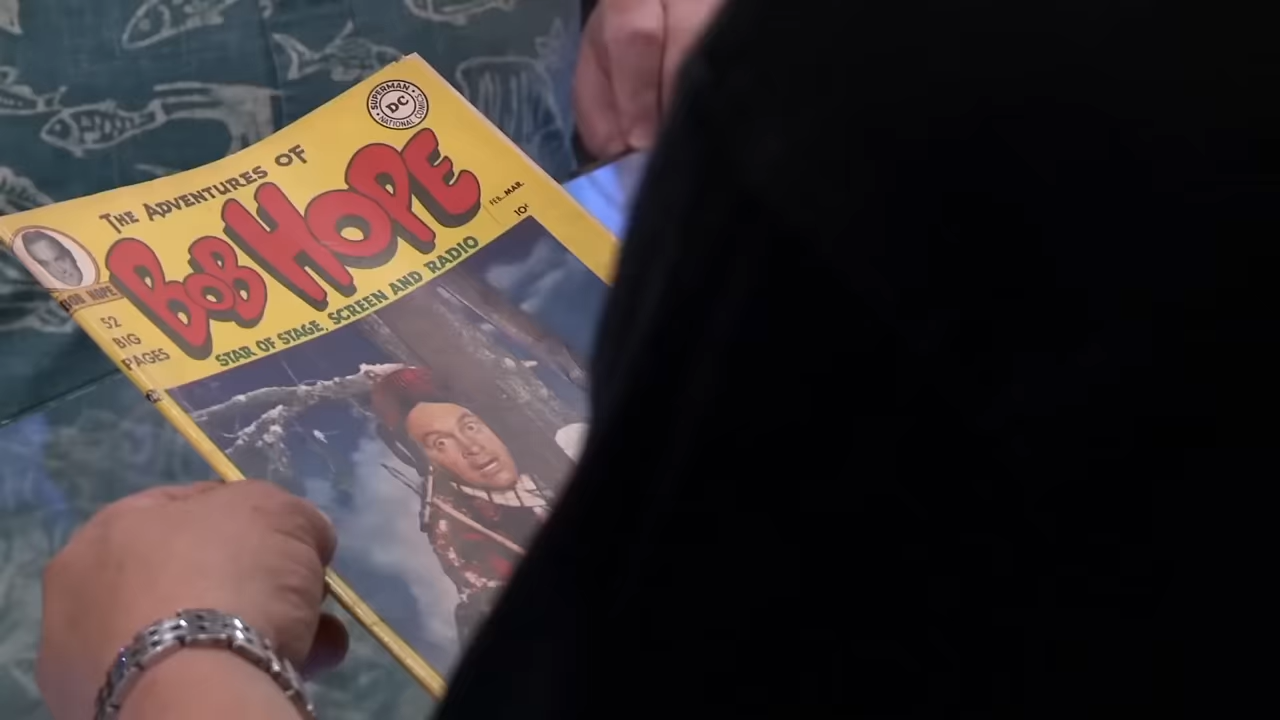 SUPERMAN
DC
NATIONAL COMICS
THE ADVENTURES OF
BOB HOPE
FEB.-MAR.
10¢
BOB HOPE
STAR OF STAGE, SCREEN AND RADIO
52
BIG
PAGES